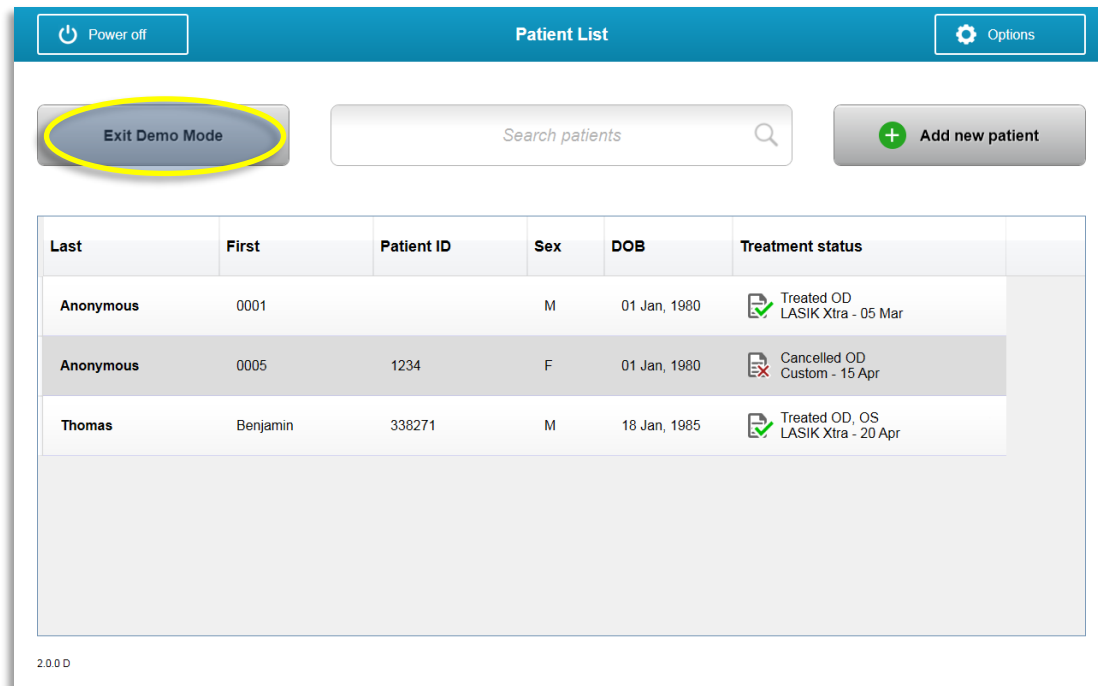 Power off
Patient List
Options
Exit Demo Mode
Search patients
Add new patient
Last First Patient ID Sex DOB Treatment status
Anonymous 0001 M 01 Jan, 1980 Treated OD
LASIK Xtra - 05 Mar
Anonymous 0005 1234 F 01 Jan, 1980 Cancelled OD
Custom - 15 Apr
Thomas Benjamin 338271 M 18 Jan, 1985 Treated OD, OS
LASIK Xtra - 20 Apr
2.0.0 D